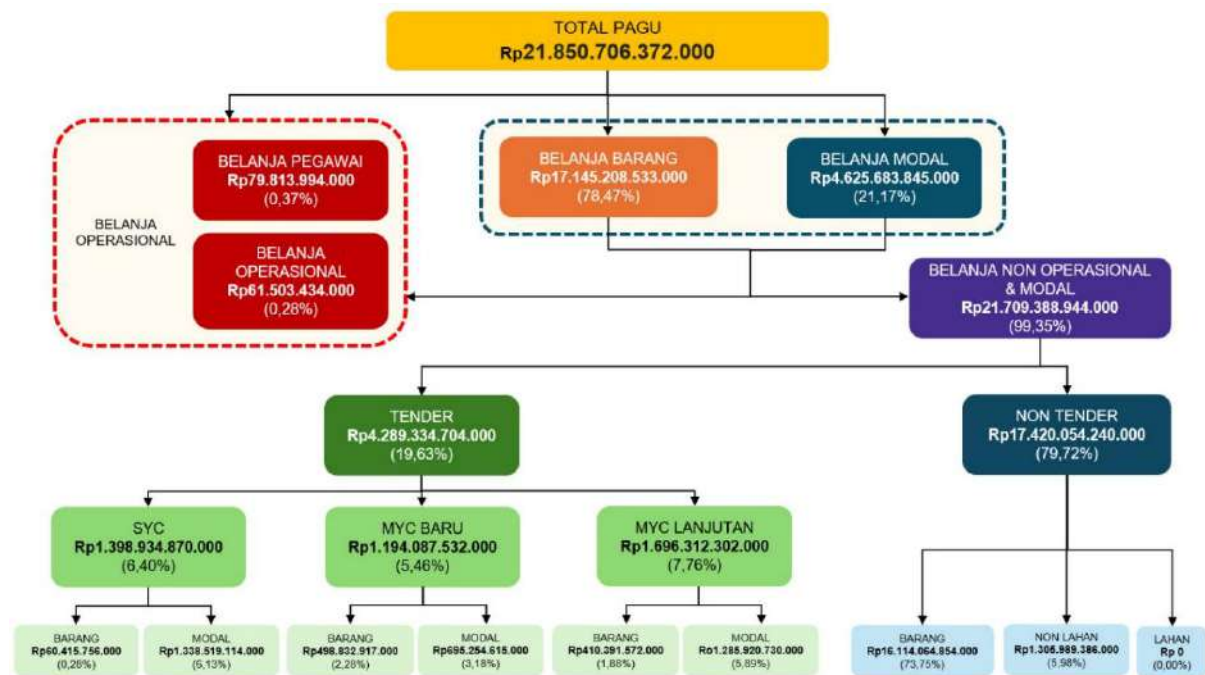 TOTAL PAGU
Rp21.850.706.372.000
BELANJA
OPERASIONAL
BELANJA PEGAWAI
Rp79.813.994.000
(0,37%)
BELANJA
OPERASIONAL
Rp61.503.434.000
(0,28%)
BELANJA BARANG
Rp17.145.208.533.000
(78,47%)
BELANJA MODAL
Rp4.625.683.845.000
(21,17%)
BELANJA NON OPERASIONAL
& MODAL
Rp21.709.388.944.000
(99,35%)
TENDER
Rp4.289.334.704.000
(19,63%)
NON TENDER
Rp17.420.054.240.000
(79,72%)
SYC
Rp1.398.934.870.000
(6,40%)
MYC BARU
Rp1.194.087.532.000
(5,46%)
MYC LANJUTAN
Rp1.696.312.302.000
(7,76%)
BARANG
Rp60.415.756.000
(0,28%)
MODAL
Rp1.338.519.114.000
(6,13%)
BARANG
Rp498.832.917.000
(2,28%)
MODAL
Rp695.254.615.000
(3,18%)
BARANG
Rp410.391.572.000
(1,88%)
MODAL
Rp1.285.920.730.000
(5,89%)
BARANG
Rp16.114.064.854.000
(73,75%)
NON LAHAN
Rp1.305.989.386.000
(5,98%)
LAHAN
Rp 0
(0,00%)